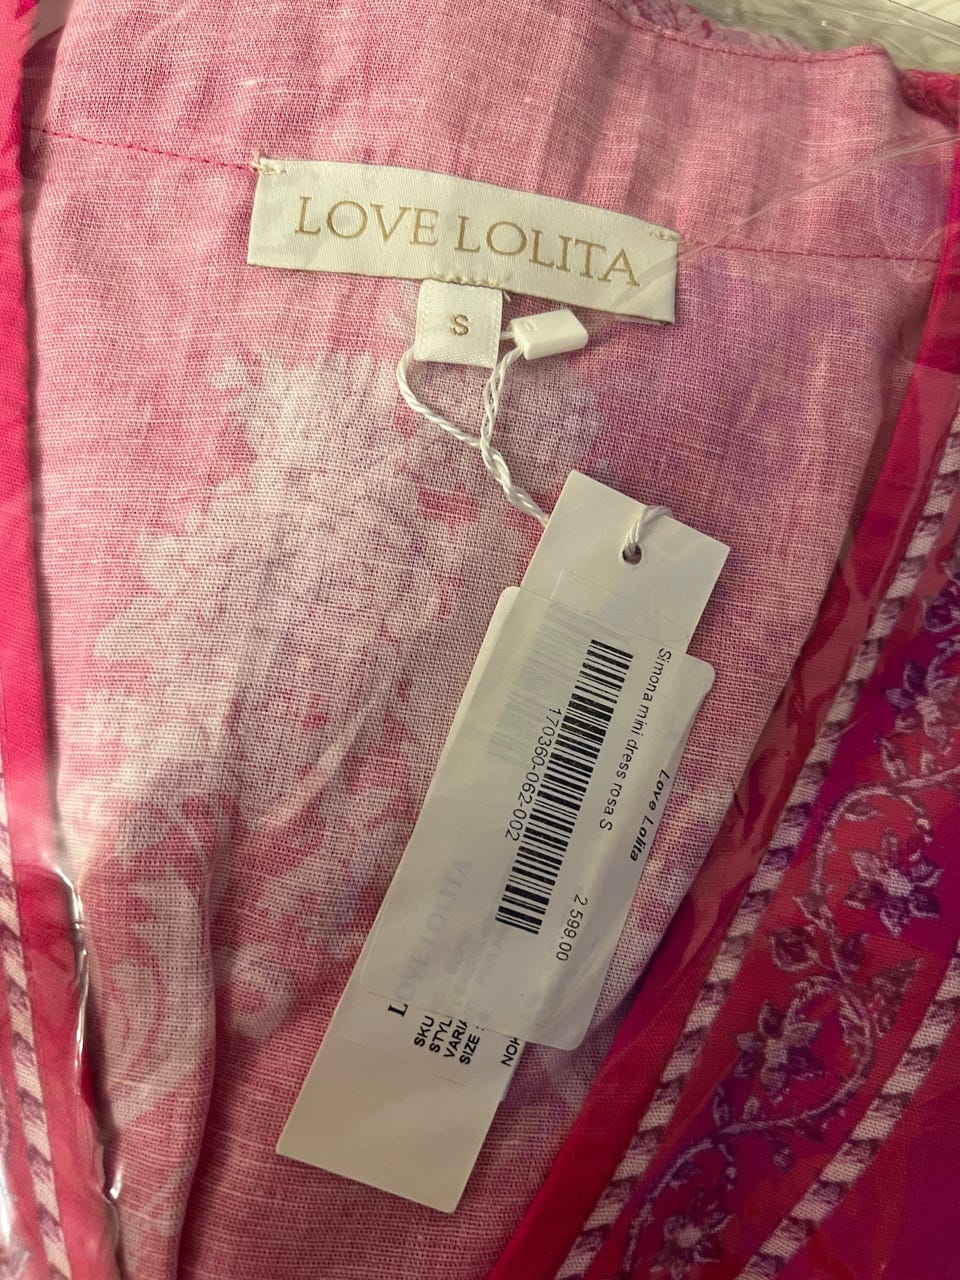 LOVE LOLITA
S
Love Lolita
Simona mini dress rosa S
2 599,00
170360-062-002
LOVE LOLITA
SKU
STYL
VARIA
SIZE :
NOK